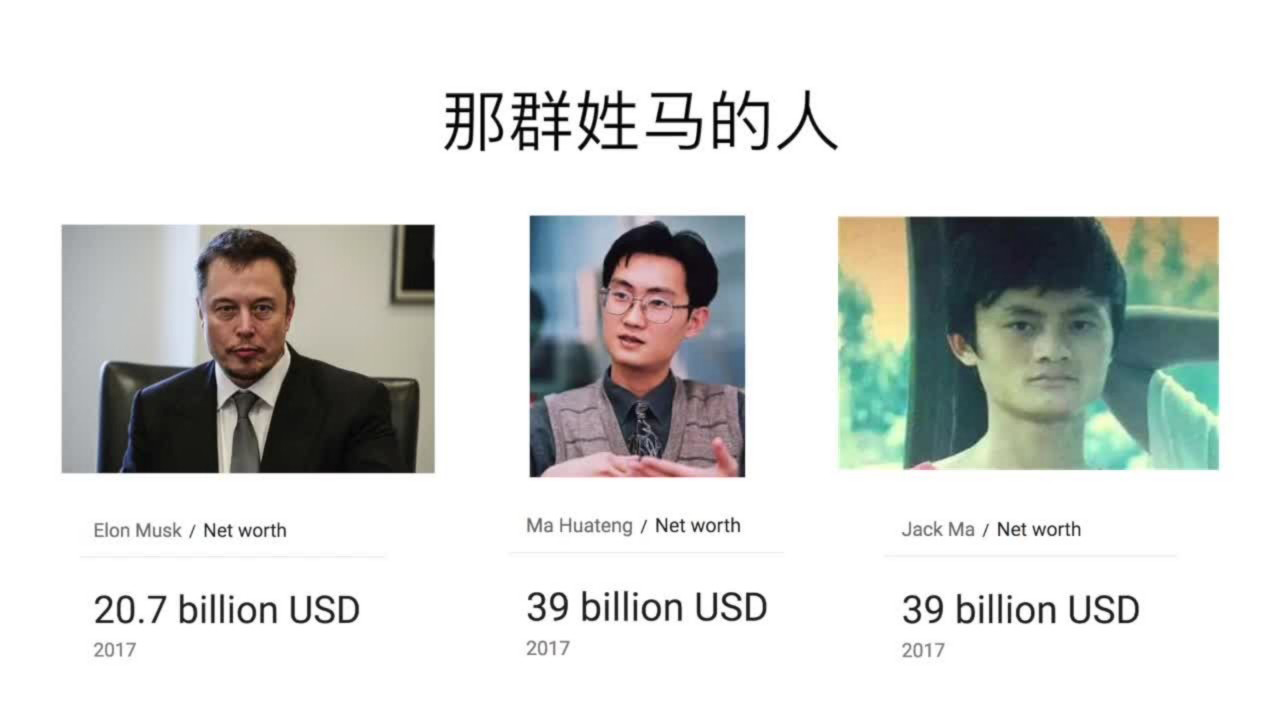 那群姓马的人
Elon Musk / Net worth
20.7 billion USD
2017
Ma Huateng / Net worth
39 billion USD
2017
Jack Ma / Net worth
39 billion USD
2017